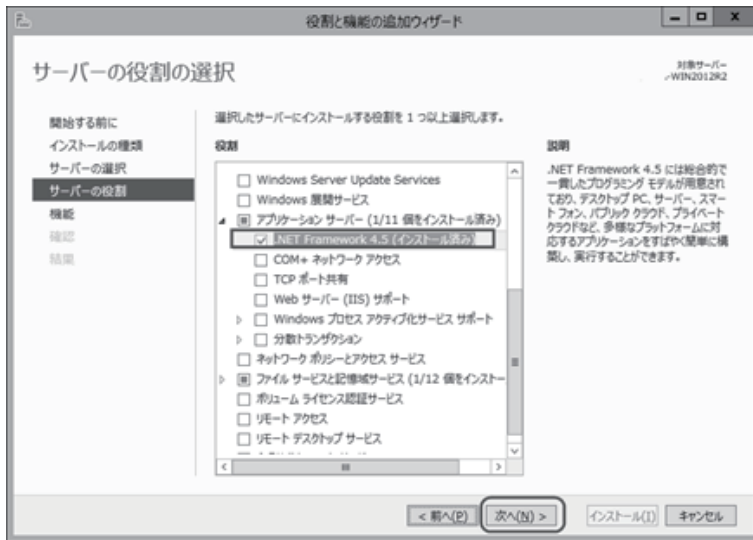 役割と機能の追加ウィザード
サーバーの役割の選択
対象サーバー
-WIN2012R2
開始する前に
インストールの種類
サーバーの選択
サーバーの役割
機能
確認
結果
選択したサーバーにインストールする役割を 1 つ以上選択します。
役割
Windows Server Update Services
Windows 展開サービス
アプリケーション サーバー (1/11 個をインストール済み)
.NET Framework 4.5 (インストール済み)
COM+ ネットワーク アクセス
TCP ポート共有
Web サーバー (IIS) サポート
Windows プロセス アクティブ化サービス サポート
分散トランザクション
ネットワーク ポリシーとアクセス サービス
ファイル サービスと記憶域サービス (1/12 個をインストー
ボリューム ライセンス認証サービス
リモート アクセス
リモート デスクトップ サービス
説明
.NET Framework 4.5 には総合的で
一貫したプログラミング モデルが用意され
ており、デスクトップ PC、サーバー、スマー
ト フォン、パブリック クラウド、プライベート
クラウドなど、多様なプラットフォームに対
応するアプリケーションをすばやく簡単に構
築し、実行することができます。
< 前へ(P)
次へ(N) >
インストール(I)
キャンセル